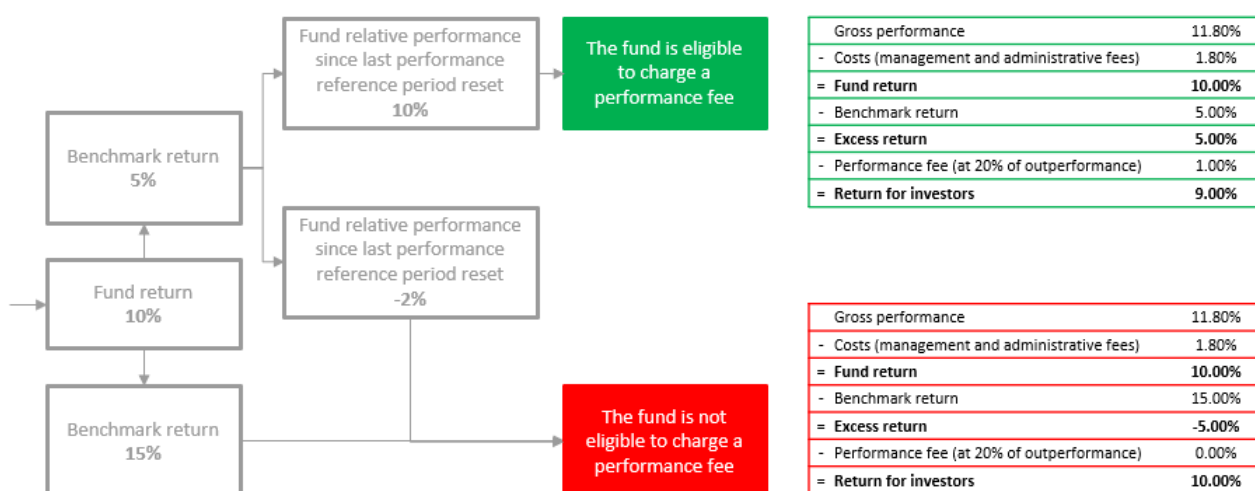 Fund relative performance
since last performance
reference period reset
10%
The fund is eligible
to charge a
performance fee
Benchmark return
5%
Fund relative performance
since last performance
reference period reset
-2%
Fund return
10%
Benchmark return
15%
The fund is not
eligible to charge a
performance fee
Gross performance 11.80%
- Costs (management and administrative fees) 1.80%
= Fund return 10.00%
- Benchmark return 5.00%
= Excess return 5.00%
- Performance fee (at 20% of outperformance) 1.00%
= Return for investors 9.00%
Gross performance 11.80%
- Costs (management and administrative fees) 1.80%
= Fund return 10.00%
- Benchmark return 15.00%
= Excess return -5.00%
- Performance fee (at 20% of outperformance) 0.00%
= Return for investors 10.00%